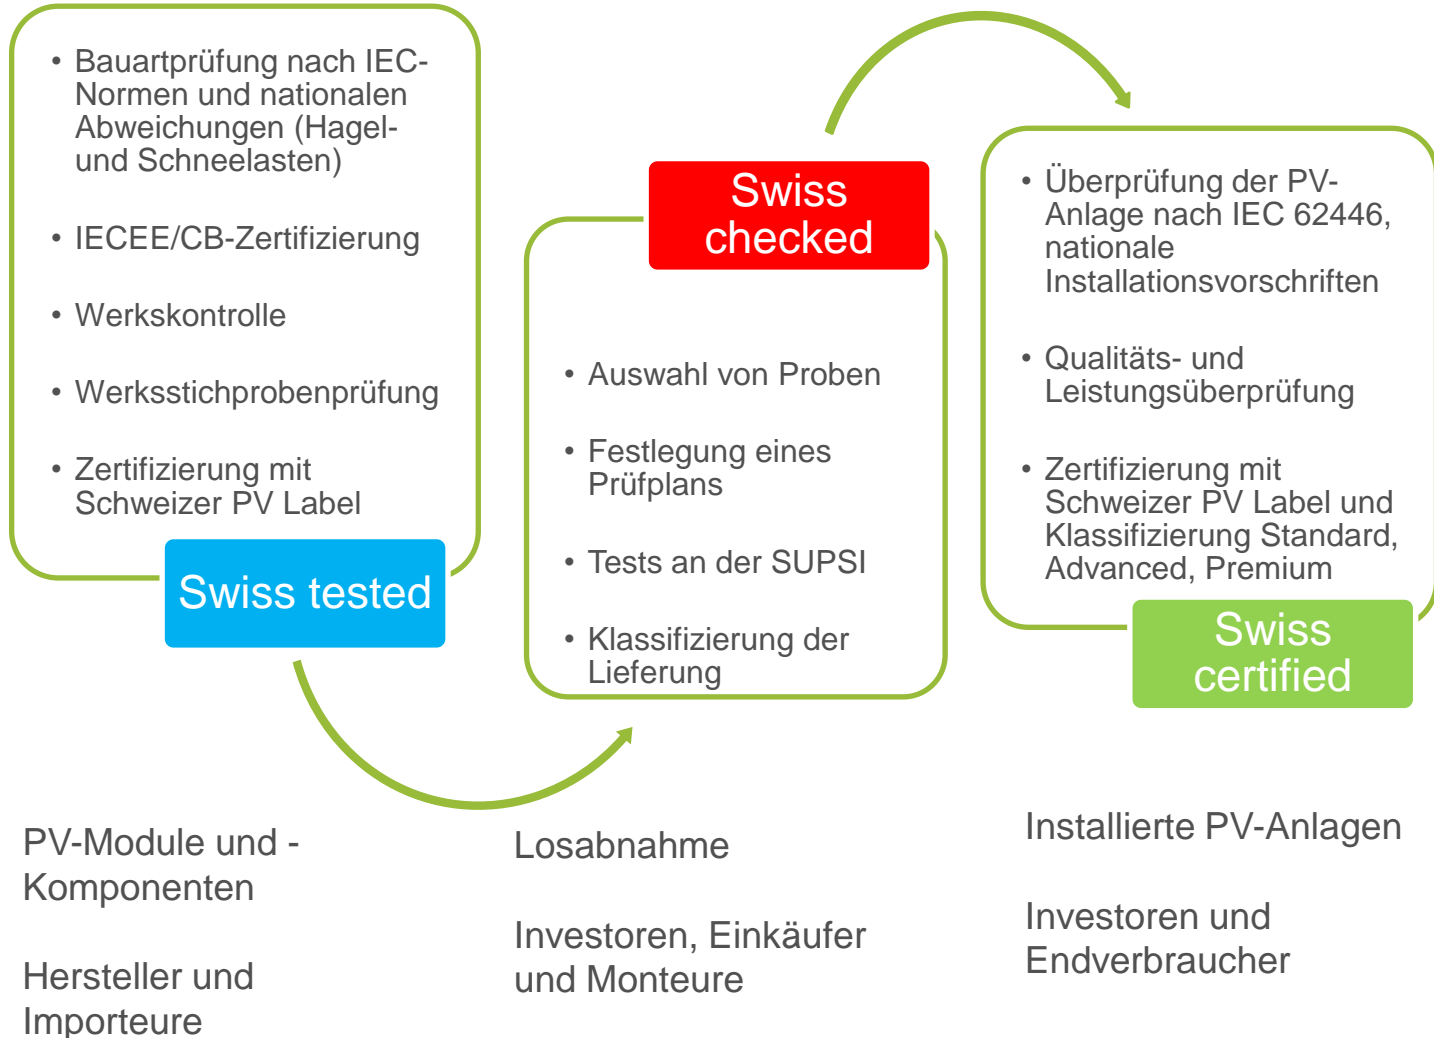 • Bauartprüfung nach IEC-
Normen und nationalen
Abweichungen (Hagel-
und Schneelasten)
• IECEE/CB-Zertifizierung
• Werkskontrolle
• Werksstichprobenprüfung
• Zertifizierung mit
Schweizer PV Label
Swiss tested
Swiss
checked
• Auswahl von Proben
• Festlegung eines
Prüfplans
• Tests an der SUPSI
• Klassifizierung der
Lieferung
• Überprüfung der PV-
Anlage nach IEC 62446,
nationale
Installationsvorschriften
• Qualitäts- und
Leistungsüberprüfung
• Zertifizierung mit
Schweizer PV Label und
Klassifizierung Standard,
Advanced, Premium
Swiss
certified
PV-Module und -
Komponenten
Hersteller und
Importeure
Losabnahme
Investoren, Einkäufer
und Monteure
Installierte PV-Anlagen
Investoren und
Endverbraucher